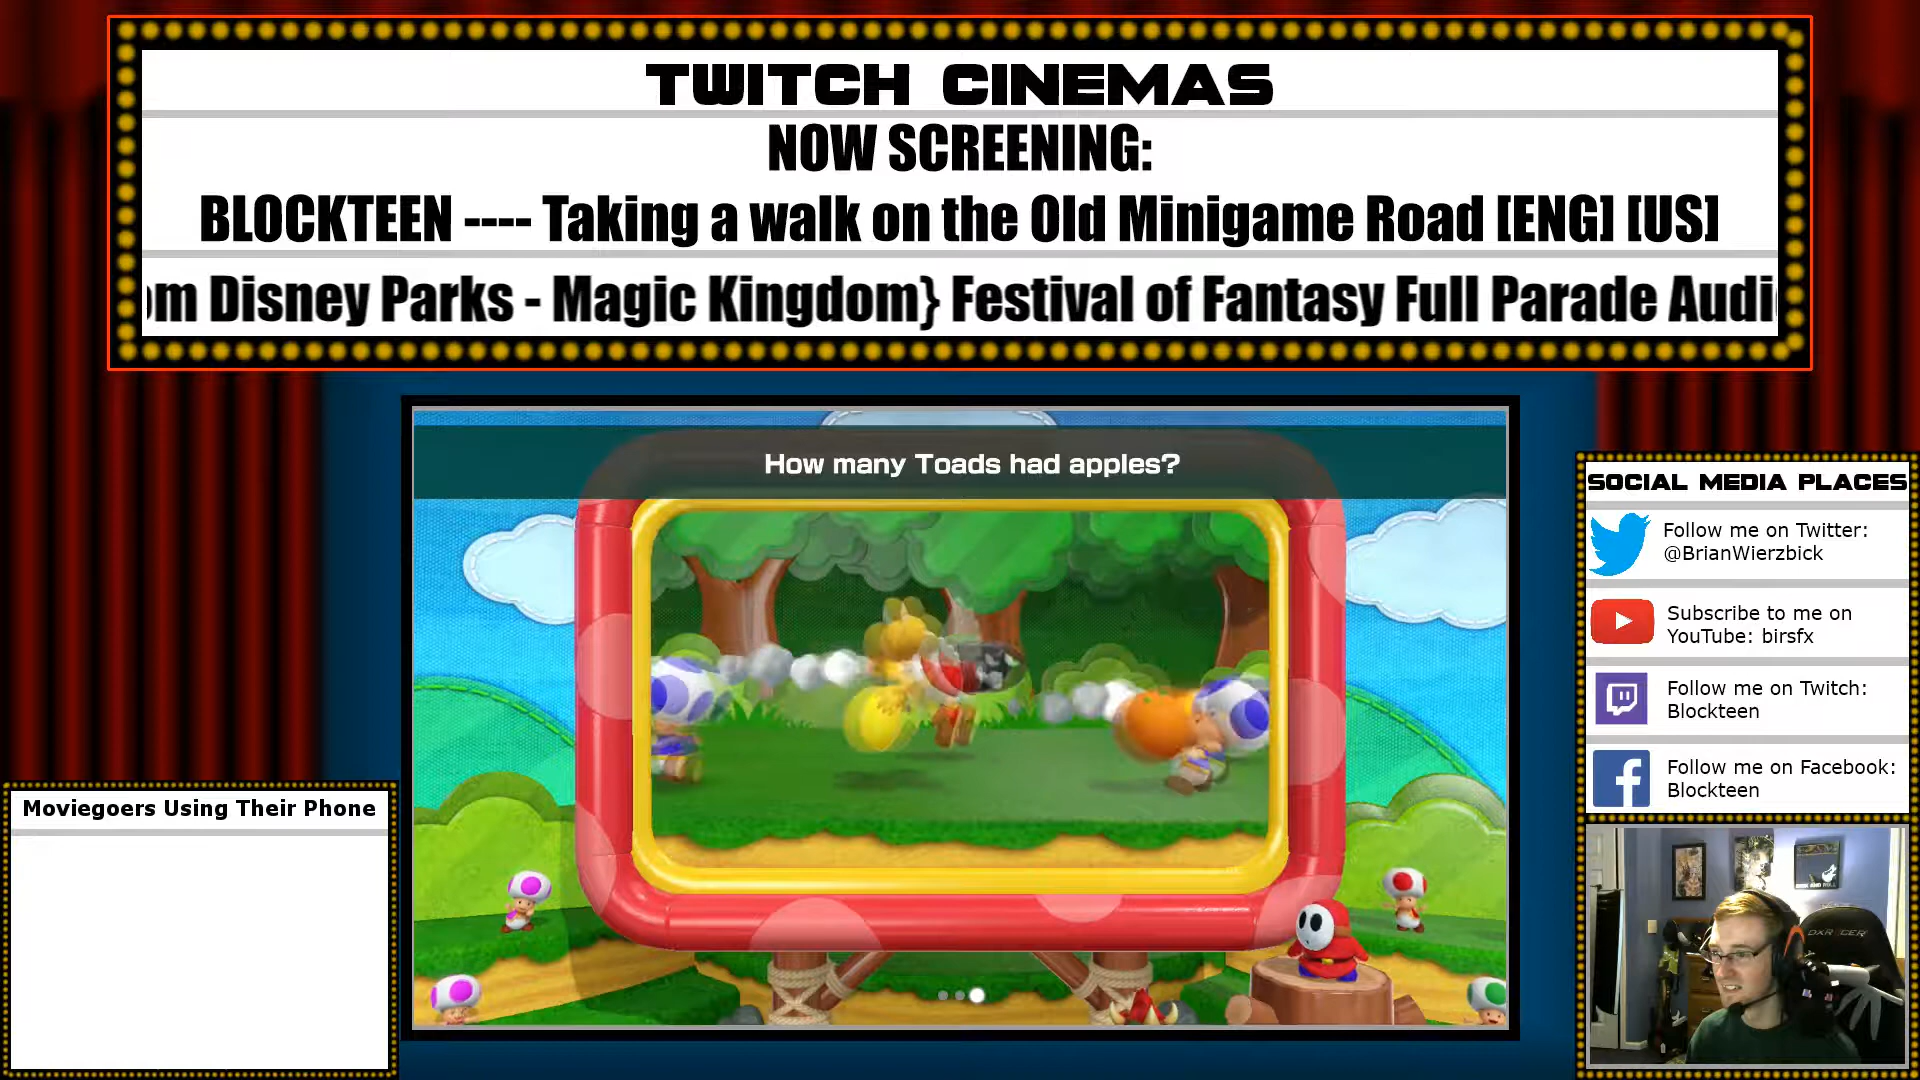 TWITCH CINEMAS
NOW SCREENING:
BLOCKTEEN ---- Taking a walk on the Old Minigame Road [ENG] [US]
om Disney Parks - Magic Kingdom} Festival of Fantasy Full Parade Audi
How many Toads had apples?
SOCIAL MEDIA PLACES
Follow me on Twitter:
@BrianWierzbick
Subscribe to me on
YouTube: birsfx
Follow me on Twitch:
Blockteen
Follow me on Facebook:
Blockteen
Moviegoers Using Their Phone
DXRACER